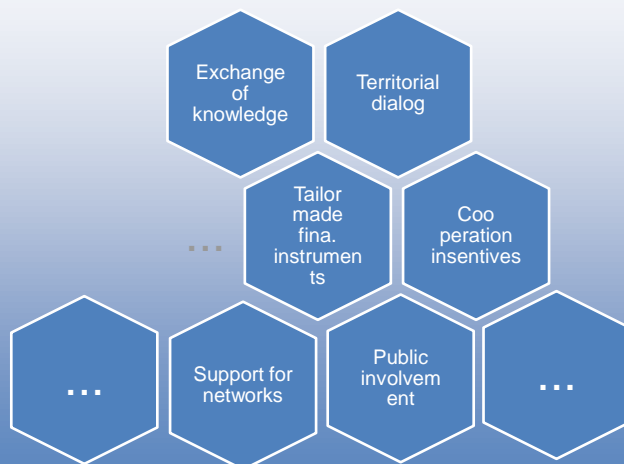 Exchange
of
knowledge
Territorial
dialog
...
Tailor
made
fina.
instrumen
ts
Coo
peration
insentives
...
Support for
networks
Public
involvem
ent
...